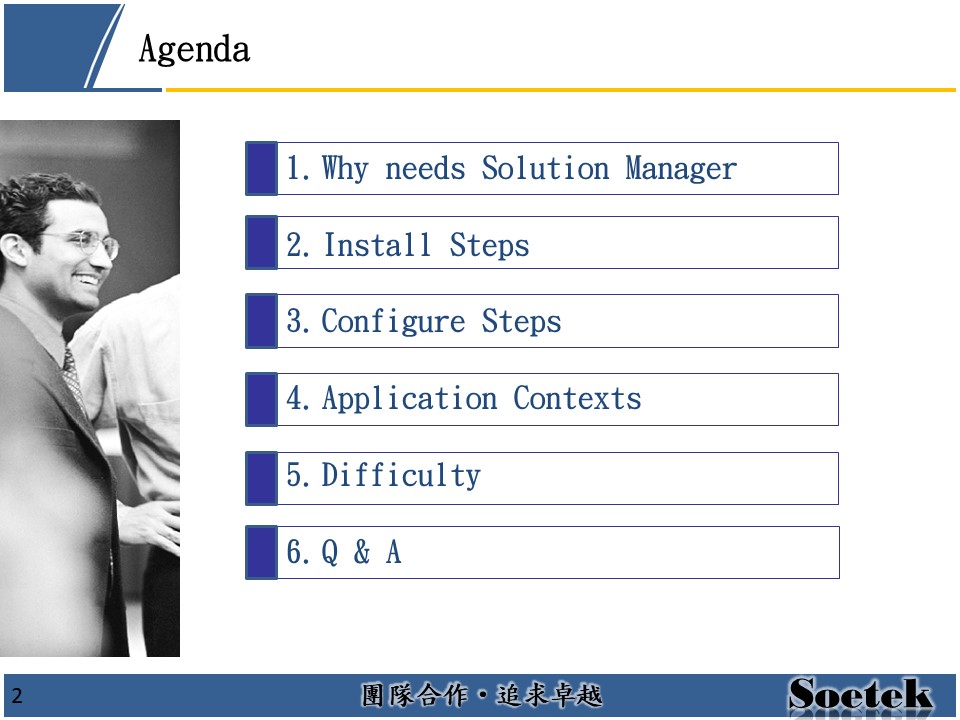 Agenda
1. Why needs Solution Manager
2. Install Steps
3. Configure Steps
4. Application Contexts
5. Difficulty
6. Q & A
2
團隊合作·追求卓越
Soetek